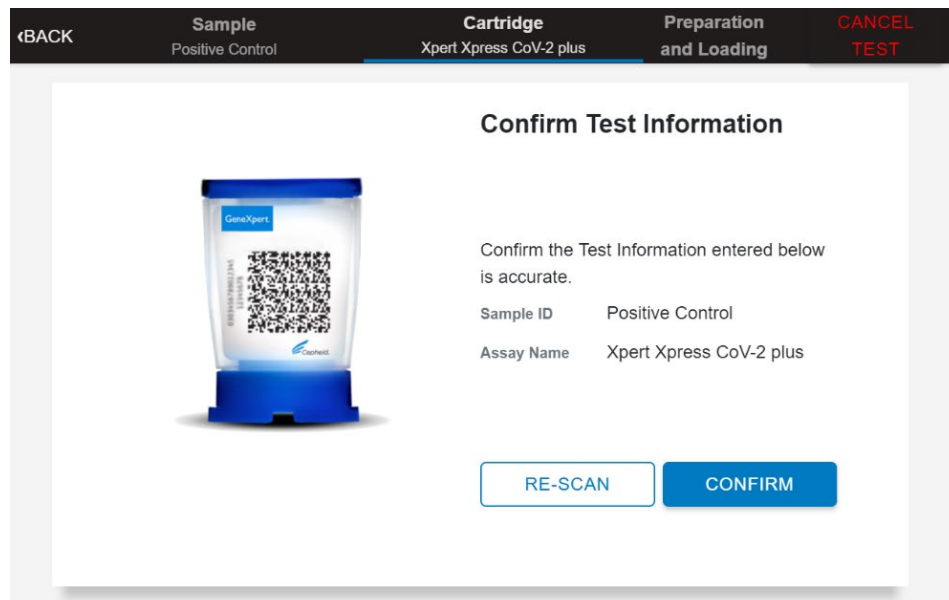 ‹BACK
Sample
Positive Control
Cartridge
Xpert Xpress CoV-2 plus
Preparation
and Loading
CANCEL
TEST
Confirm Test Information
GeneXpert.
Cepheid.
Confirm the Test Information entered below
is accurate.
Sample ID Positive Control
Assay Name Xpert Xpress CoV-2 plus
RE-SCAN
CONFIRM